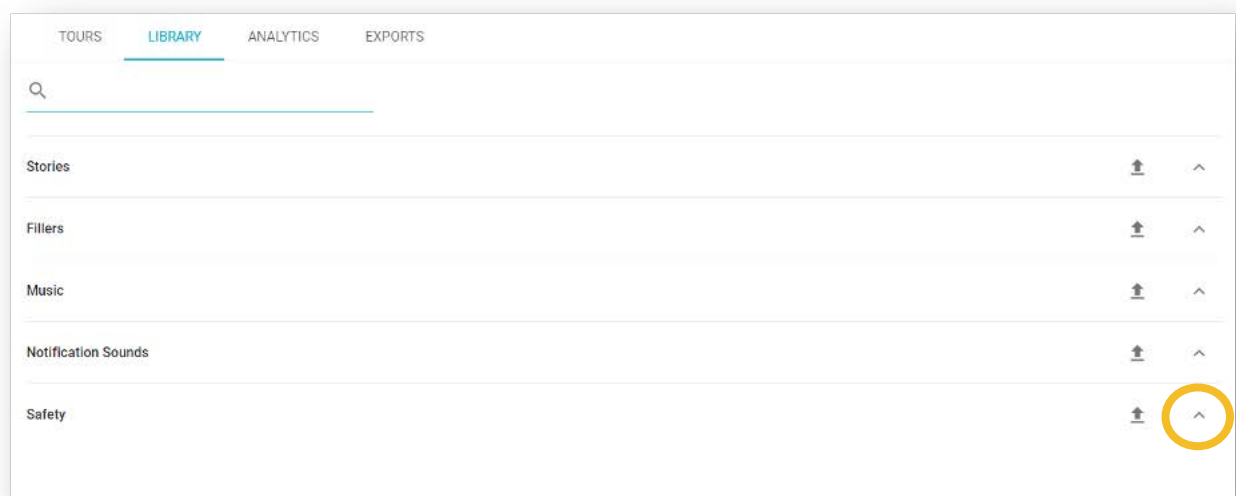 TOURS LIBRARY ANALYTICS EXPORTS
Stories
Fillers
Music
Notification Sounds
Safety